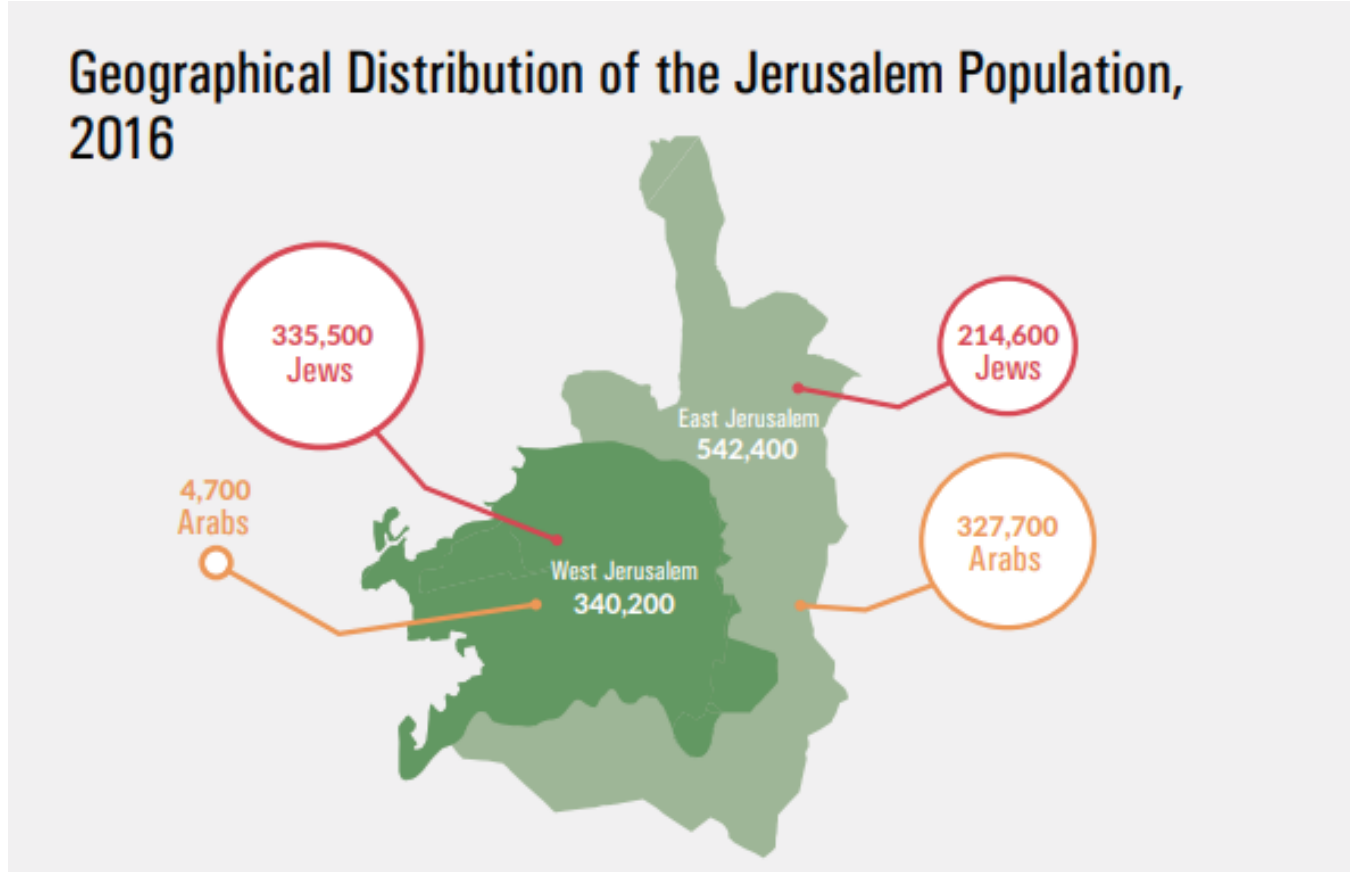 Geographical Distribution of the Jerusalem Population,
2016
335,500
Jews
214,600
Jews
East Jerusalem
542,400
4,700
Arabs
327,700
Arabs
West Jerusalem
340,200